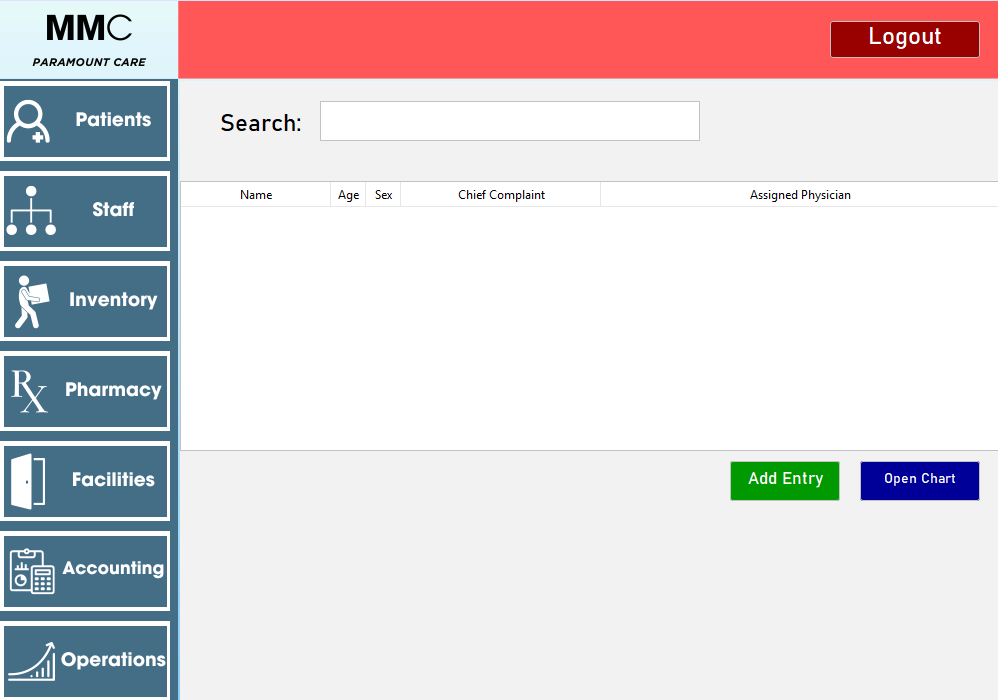 MMC
PARAMOUNT CARE
Logout
Patients
Search:
Staff
Name Age Sex Chief Complaint Assigned Physician
Inventory
Rx Pharmacy
Facilities
Add Entry Open Chart
Accounting
Operations